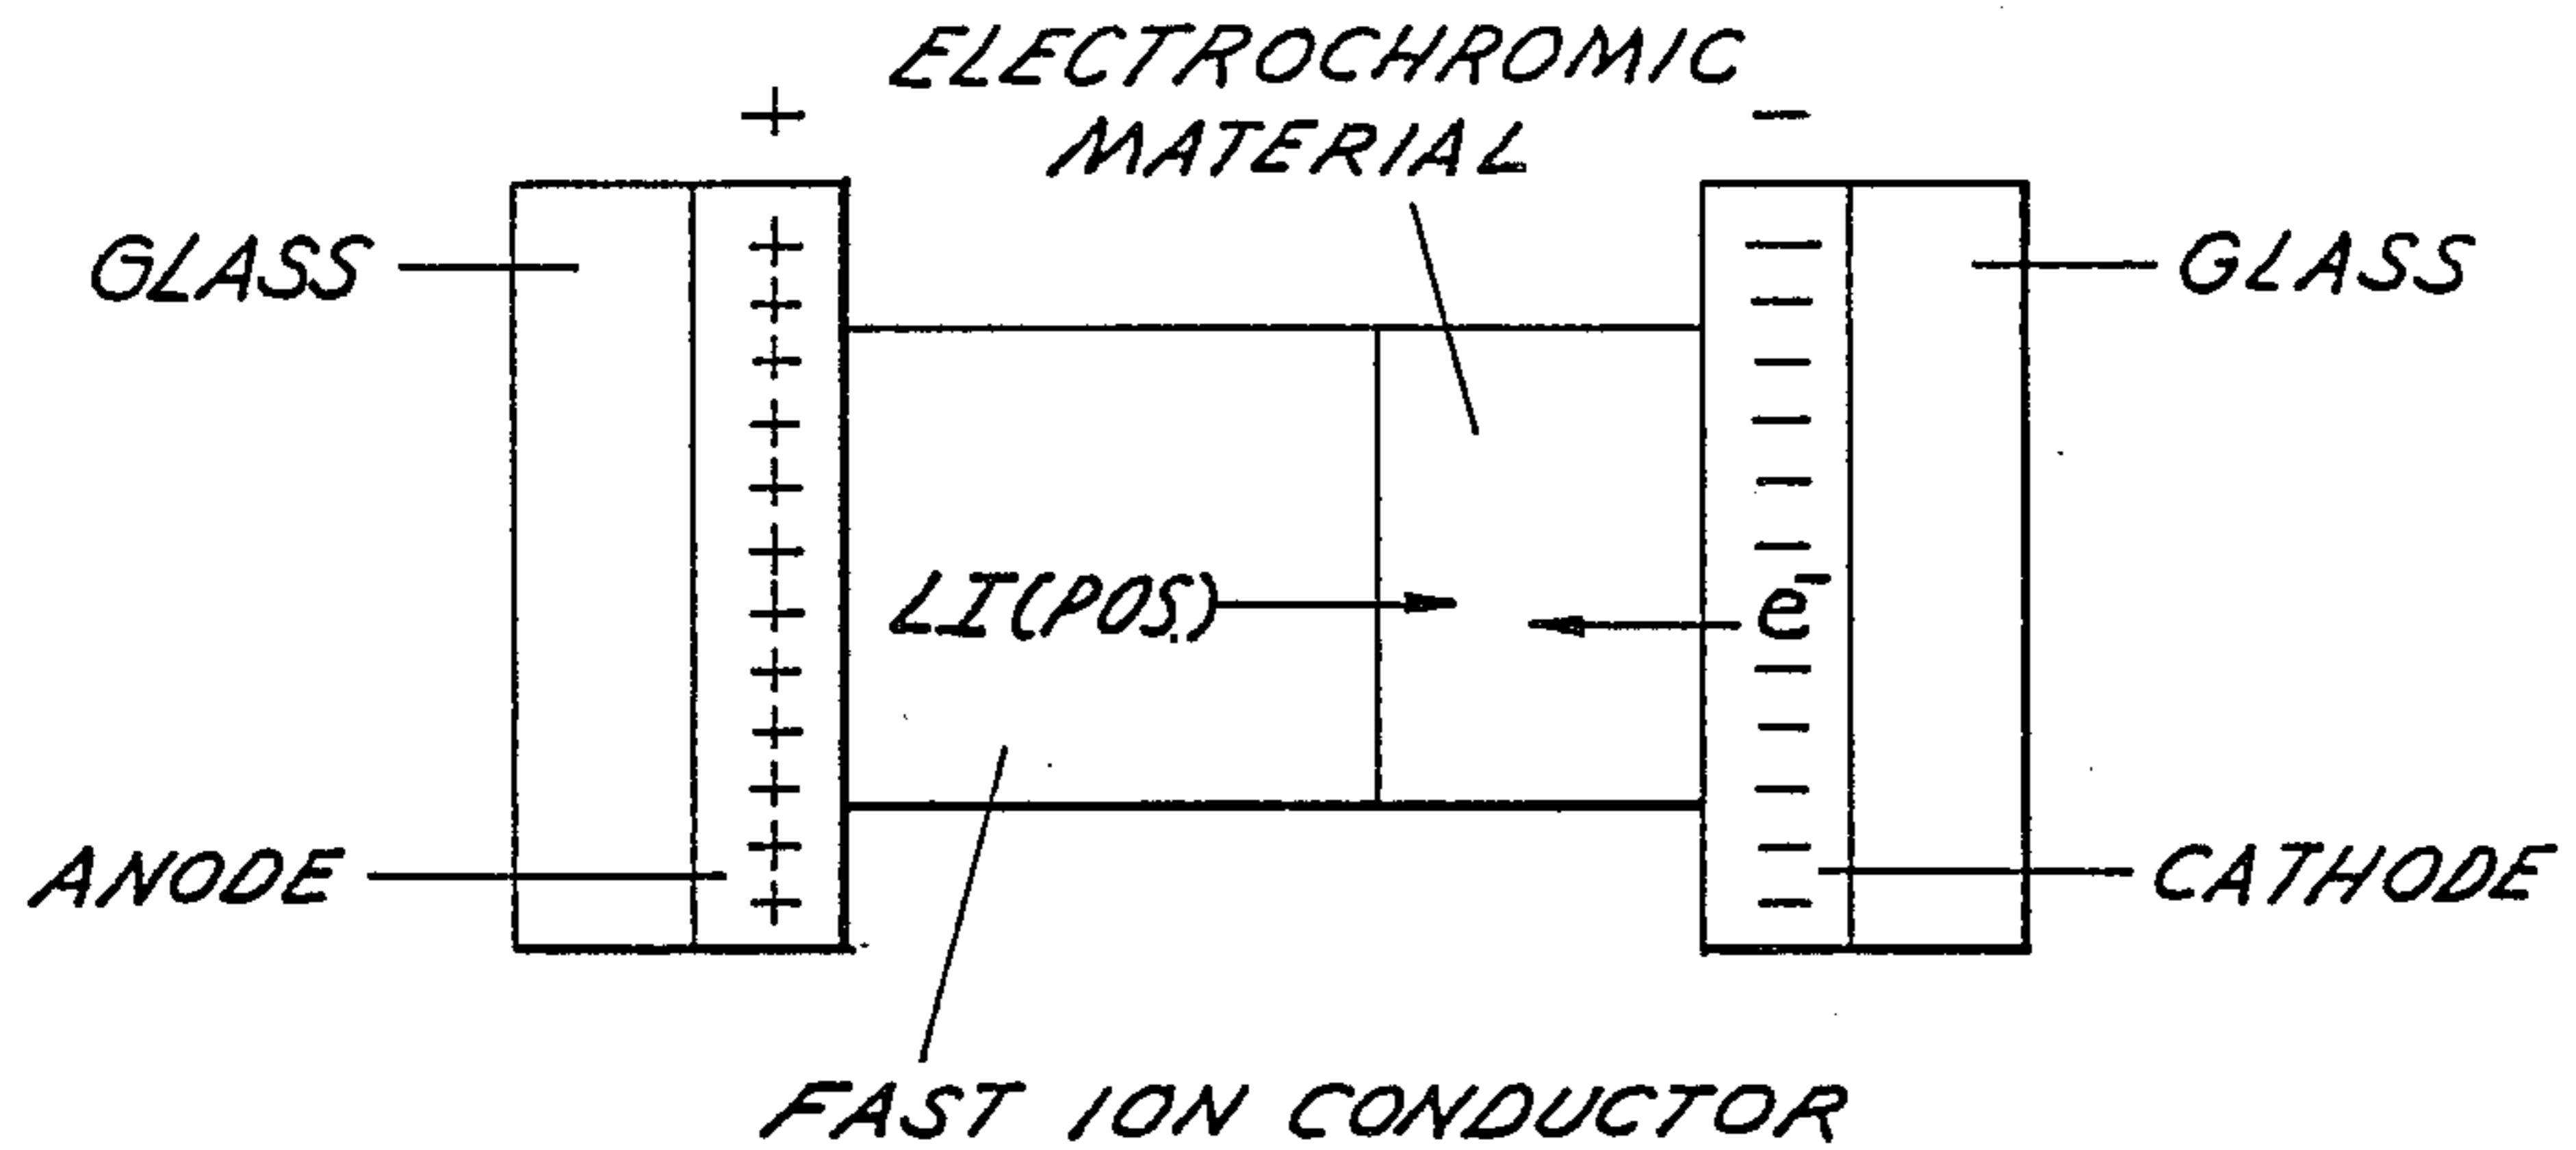 ELECTROCHROMIC
MATERIAL
+
−
GLASS
GLASS
+
+
+
+
+
+
+
+
+
+
+
+
−
−
−
−
−
−
−
−
−
−
−
LI(POS.)
e⁻
ANODE
CATHODE
FAST ION CONDUCTOR